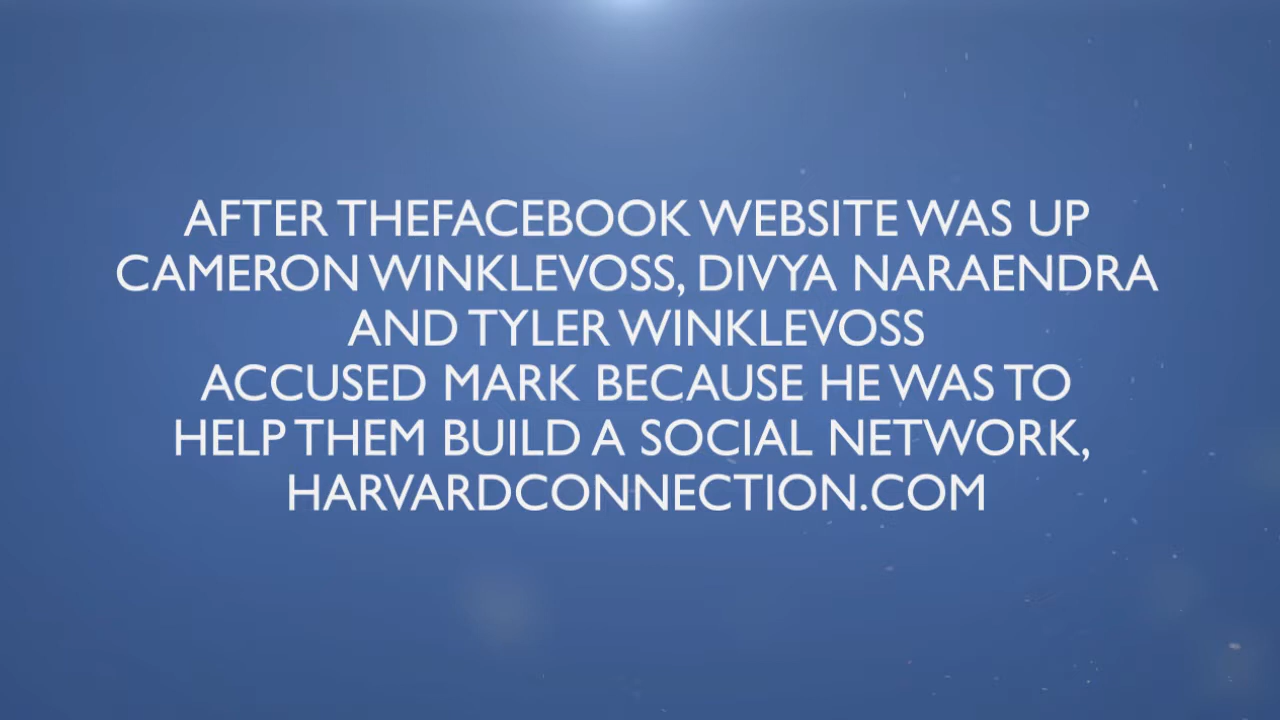 AFTER THEFACEBOOK WEBSITE WAS UP
CAMERON WINKLEVOSS, DIVYA NARAENDRA
AND TYLER WINKLEVOSS
ACCUSED MARK BECAUSE HE WAS TO
HELP THEM BUILD A SOCIAL NETWORK,
HARVARDCONNECTION.COM